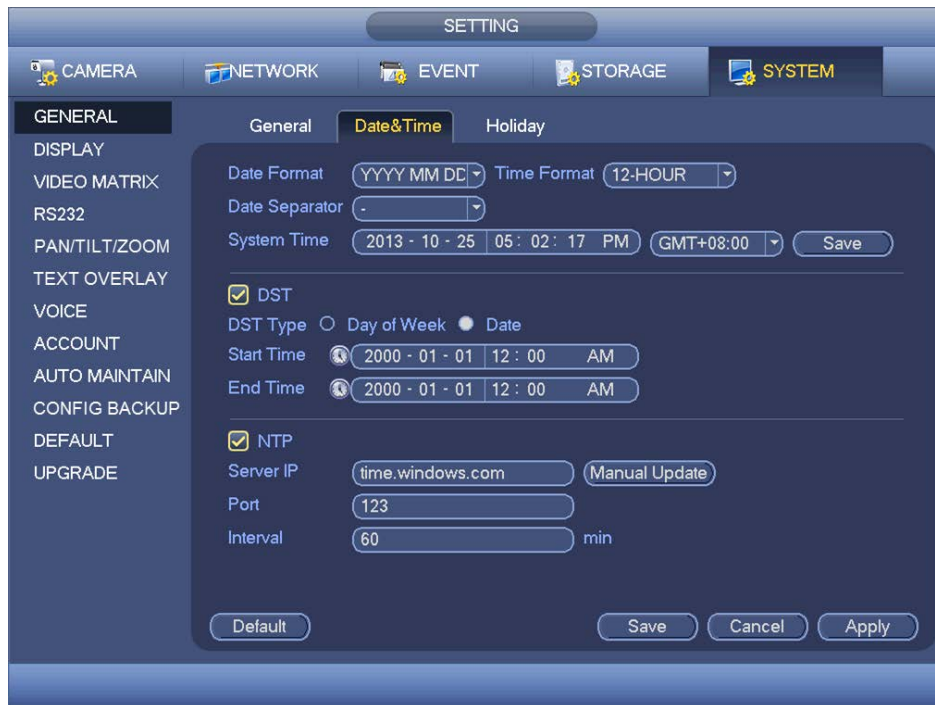 SETTING
CAMERA NETWORK EVENT STORAGE SYSTEM
GENERAL
DISPLAY
VIDEO MATRIX
RS232
PAN/TILT/ZOOM
TEXT OVERLAY
VOICE
ACCOUNT
AUTO MAINTAIN
CONFIG BACKUP
DEFAULT
UPGRADE
General Date&Time Holiday
Date Format YYYY MM DD Time Format 12-HOUR
Date Separator -
System Time 2013 - 10 - 25 05 : 02 : 17 PM GMT+08:00 Save
DST
DST Type Day of Week Date
Start Time 2000 - 01 - 01 12 : 00 AM
End Time 2000 - 01 - 01 12 : 00 AM
NTP
Server IP time.windows.com Manual Update
Port 123
Interval 60 min
Default Save Cancel Apply